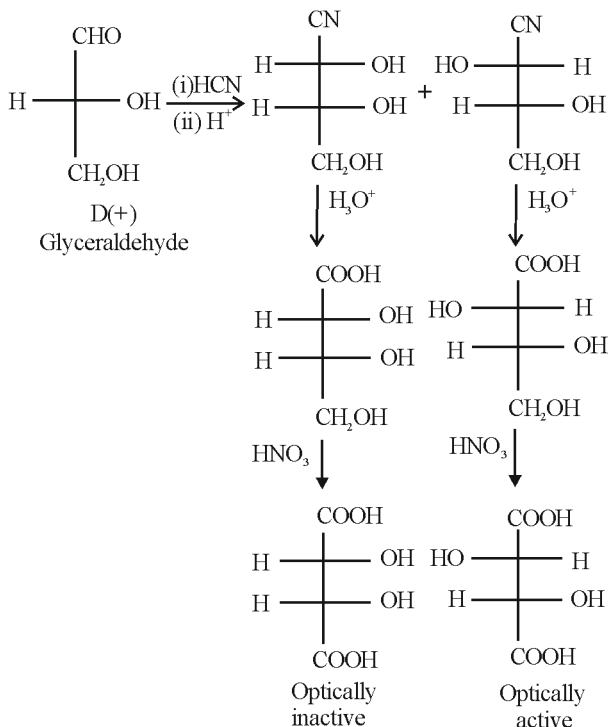 CHO
H OH
CH₂OH
D(+)
Glyceraldehyde
(i)HCN
(ii) H⁺
CN
H OH
H OH
CH₂OH
+
CN
HO H
H OH
CH₂OH
H₃O⁺
H₃O⁺
COOH
H OH
H OH
CH₂OH
COOH
HO H
H OH
CH₂OH
HNO₃
HNO₃
COOH
H OH
H OH
COOH
Optically
inactive
COOH
HO H
H OH
COOH
Optically
active